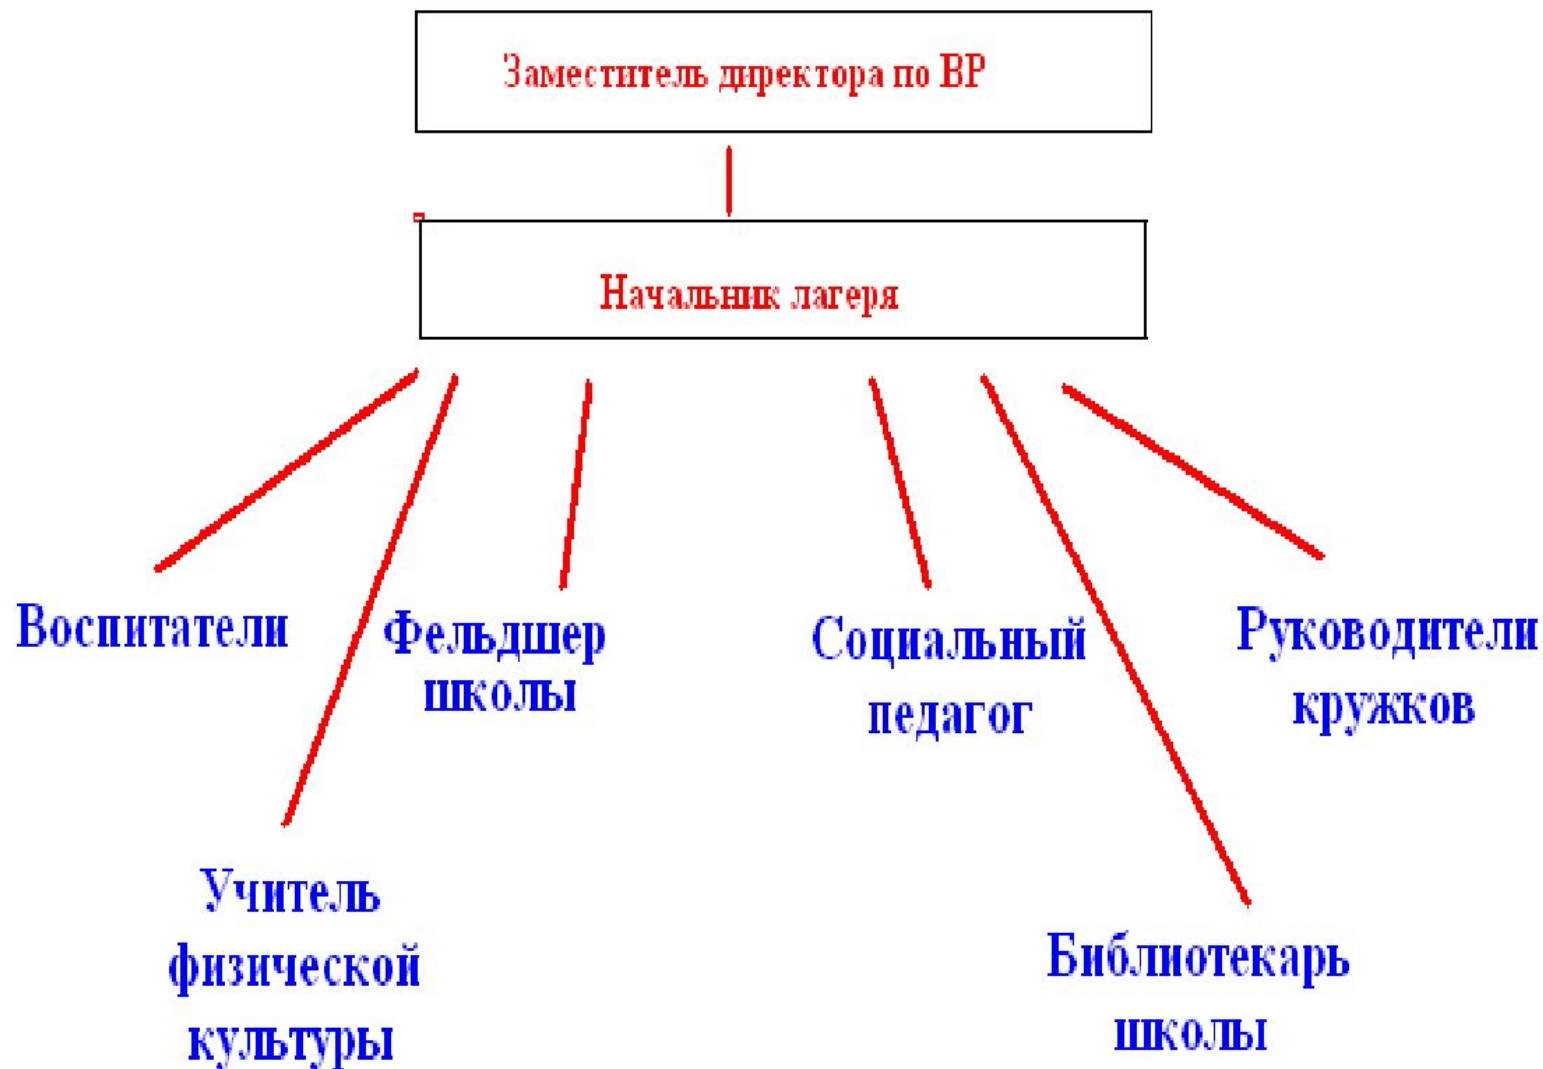 Заместитель директора по ВР
Начальник лагеря
Воспитатели
Фельдшер
школы
Социальный
педагог
Руководители
кружков
Учитель
физической
культуры
Библиотекарь
школы